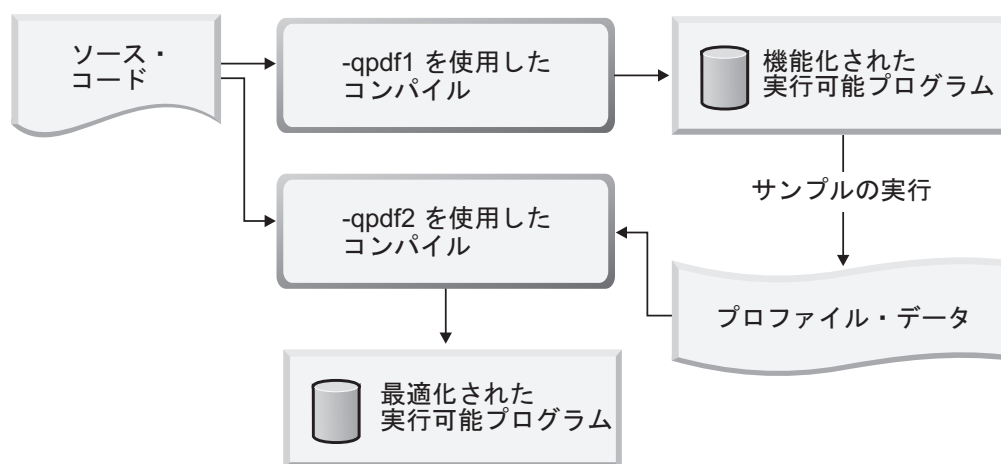 ソース・
コード
-qpdf1 を使用した
コンパイル
機能化された
実行可能プログラム
サンプルの実行
-qpdf2 を使用した
コンパイル
プロファイル・データ
最適化された
実行可能プログラム